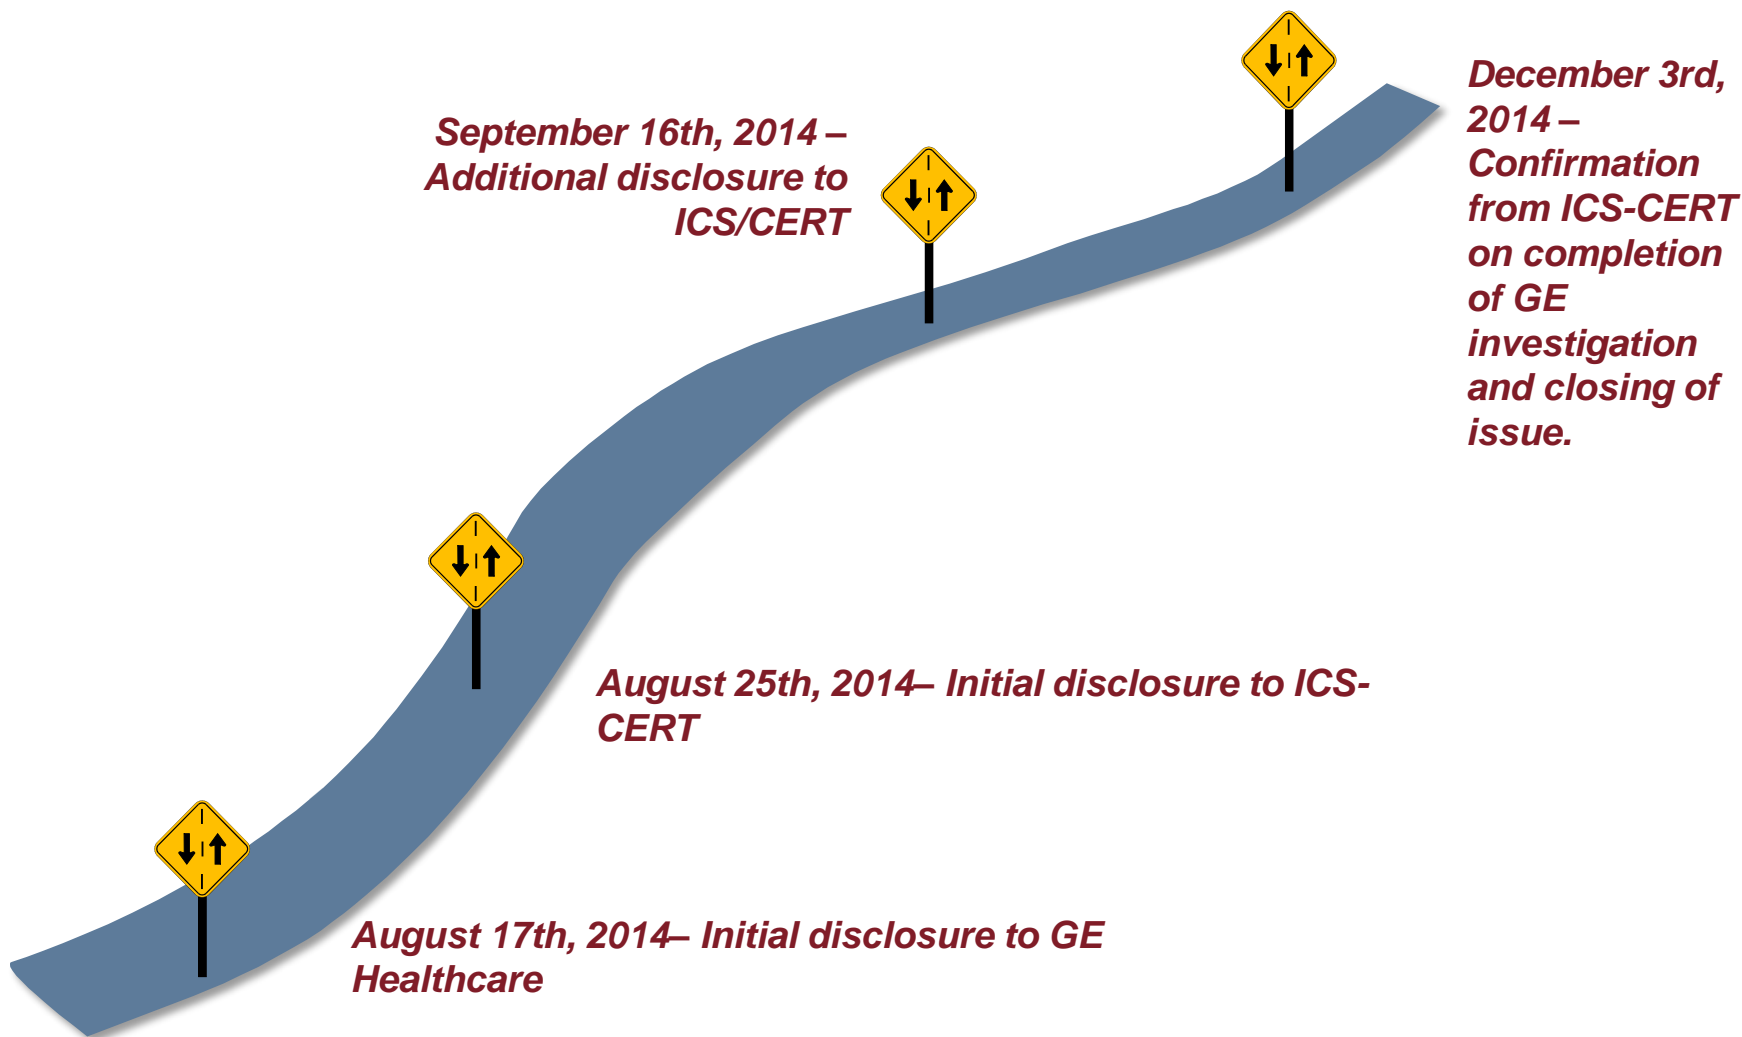 September 16th, 2014 –
Additional disclosure to
ICS/CERT
December 3rd,
2014 –
Confirmation
from ICS-CERT
on completion
of GE
investigation
and closing of
issue.
August 25th, 2014– Initial disclosure to ICS-
CERT
August 17th, 2014– Initial disclosure to GE
Healthcare